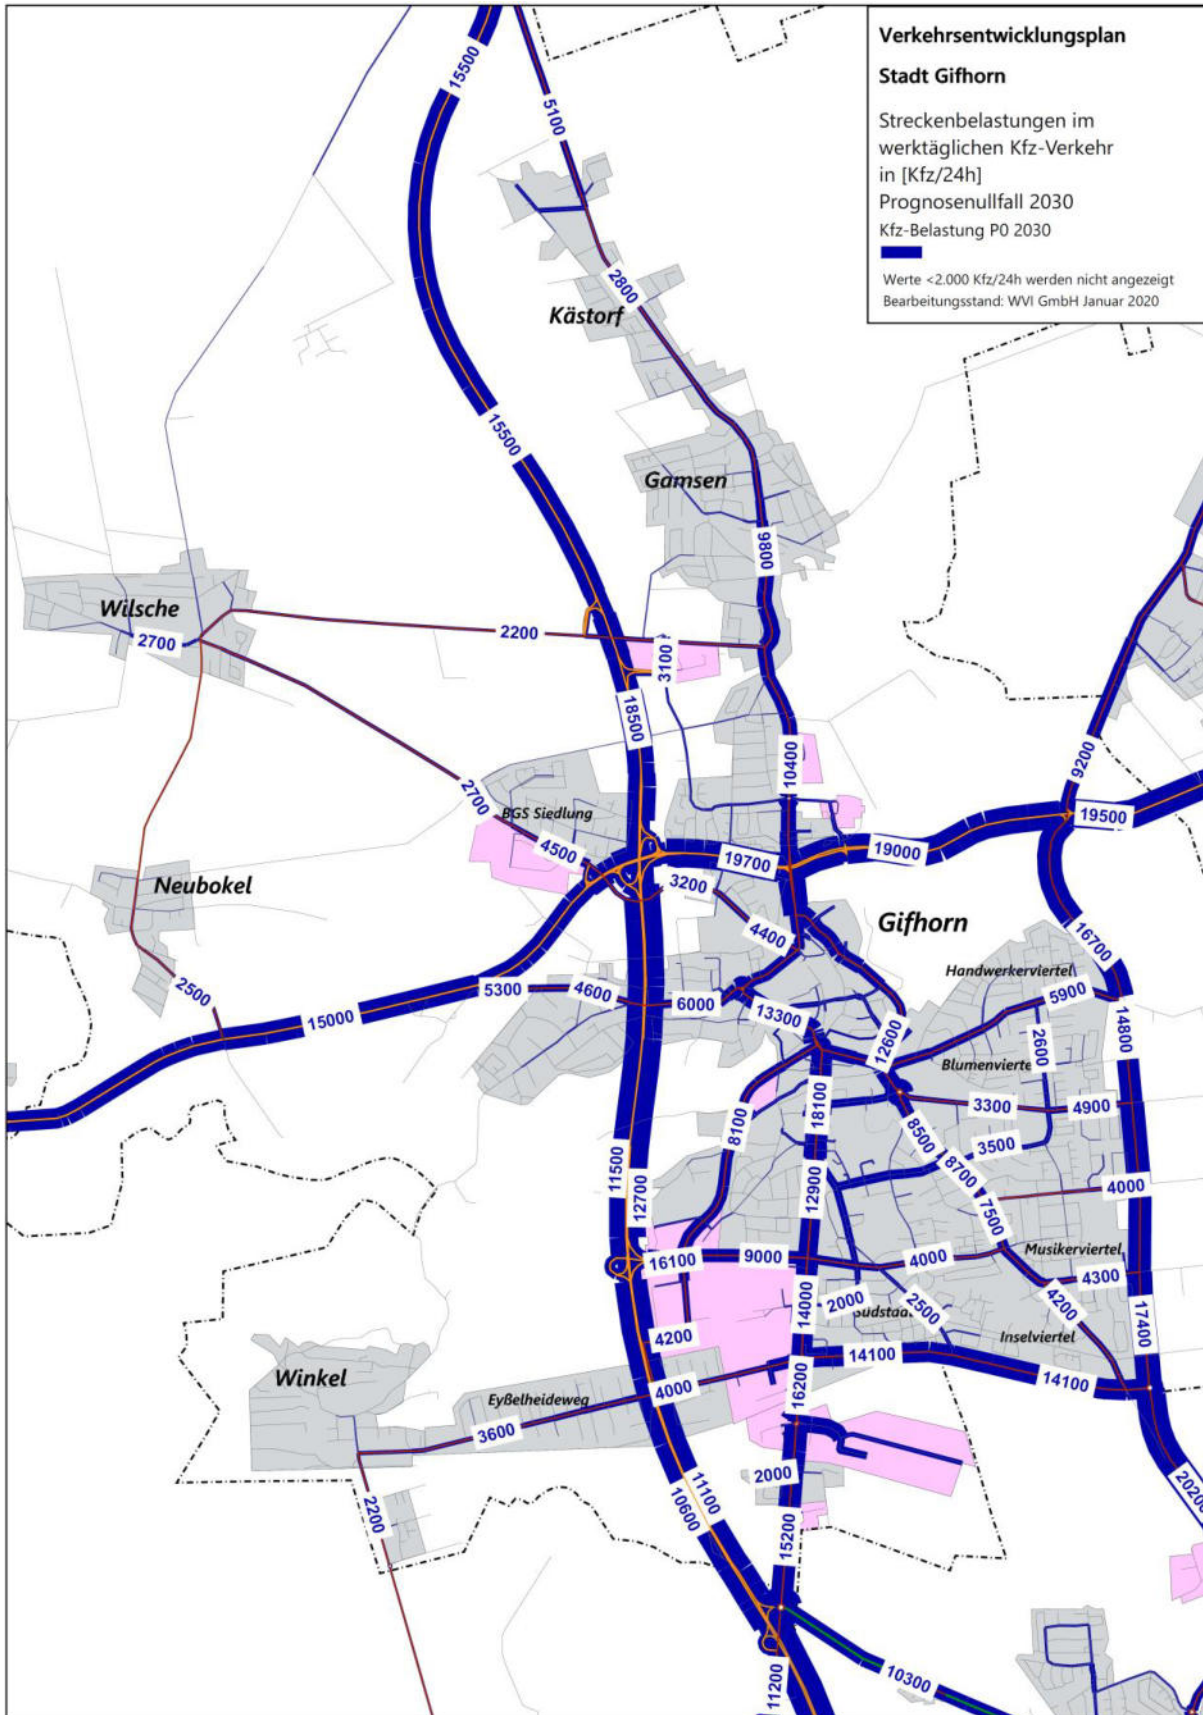 Verkehrsentwicklungsplan
Stadt Gifhorn
Streckenbelastungen im
werktäglichen Kfz-Verkehr
in [Kfz/24h]
Prognosenullfall 2030
Kfz-Belastung P0 2030
Werte <2.000 Kfz/24h werden nicht angezeigt
Bearbeitungsstand: WVI GmbH Januar 2020
15500
5100
2800
Kästorf
15500
Gamsen
9800
Wilsche
2700
2200
3100
18500
10400
9200
2700
BGS Siedlung
4500
19700
19000
19500
3200
Neubokel
4400
Gifhorn
16700
Handwerkerviertel
2500
5300
4600
6000
13300
5900
15000
12600
2600
14800
Blumenvierte
18100
3300
4900
8100
8500
3500
11500
12700
12900
8700
4000
7500
16100
9000
4000
Musikerviertel
4300
14000
2000
2500
4200
17400
Südsta
4200
Inselviertel
Winkel
14100
14100
4000
16200
Eyßelheideweg
3600
2000
11100
10600
20200
2200
15200
10300
11200